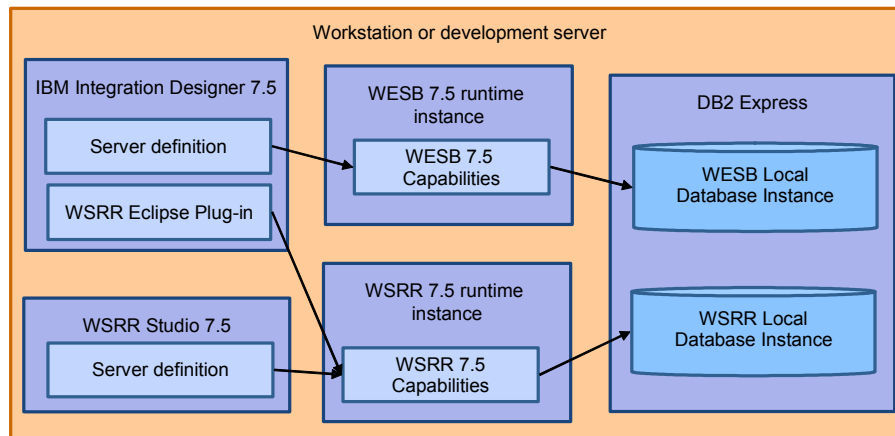 Workstation or development server
IBM Integration Designer 7.5
Server definition
WSRR Eclipse Plug-in
WESB 7.5 runtime
instance
WESB 7.5
Capabilities
DB2 Express
WESB Local
Database Instance
WSRR Studio 7.5
Server definition
WSRR 7.5 runtime
instance
WSRR 7.5
Capabilities
WSRR Local
Database Instance